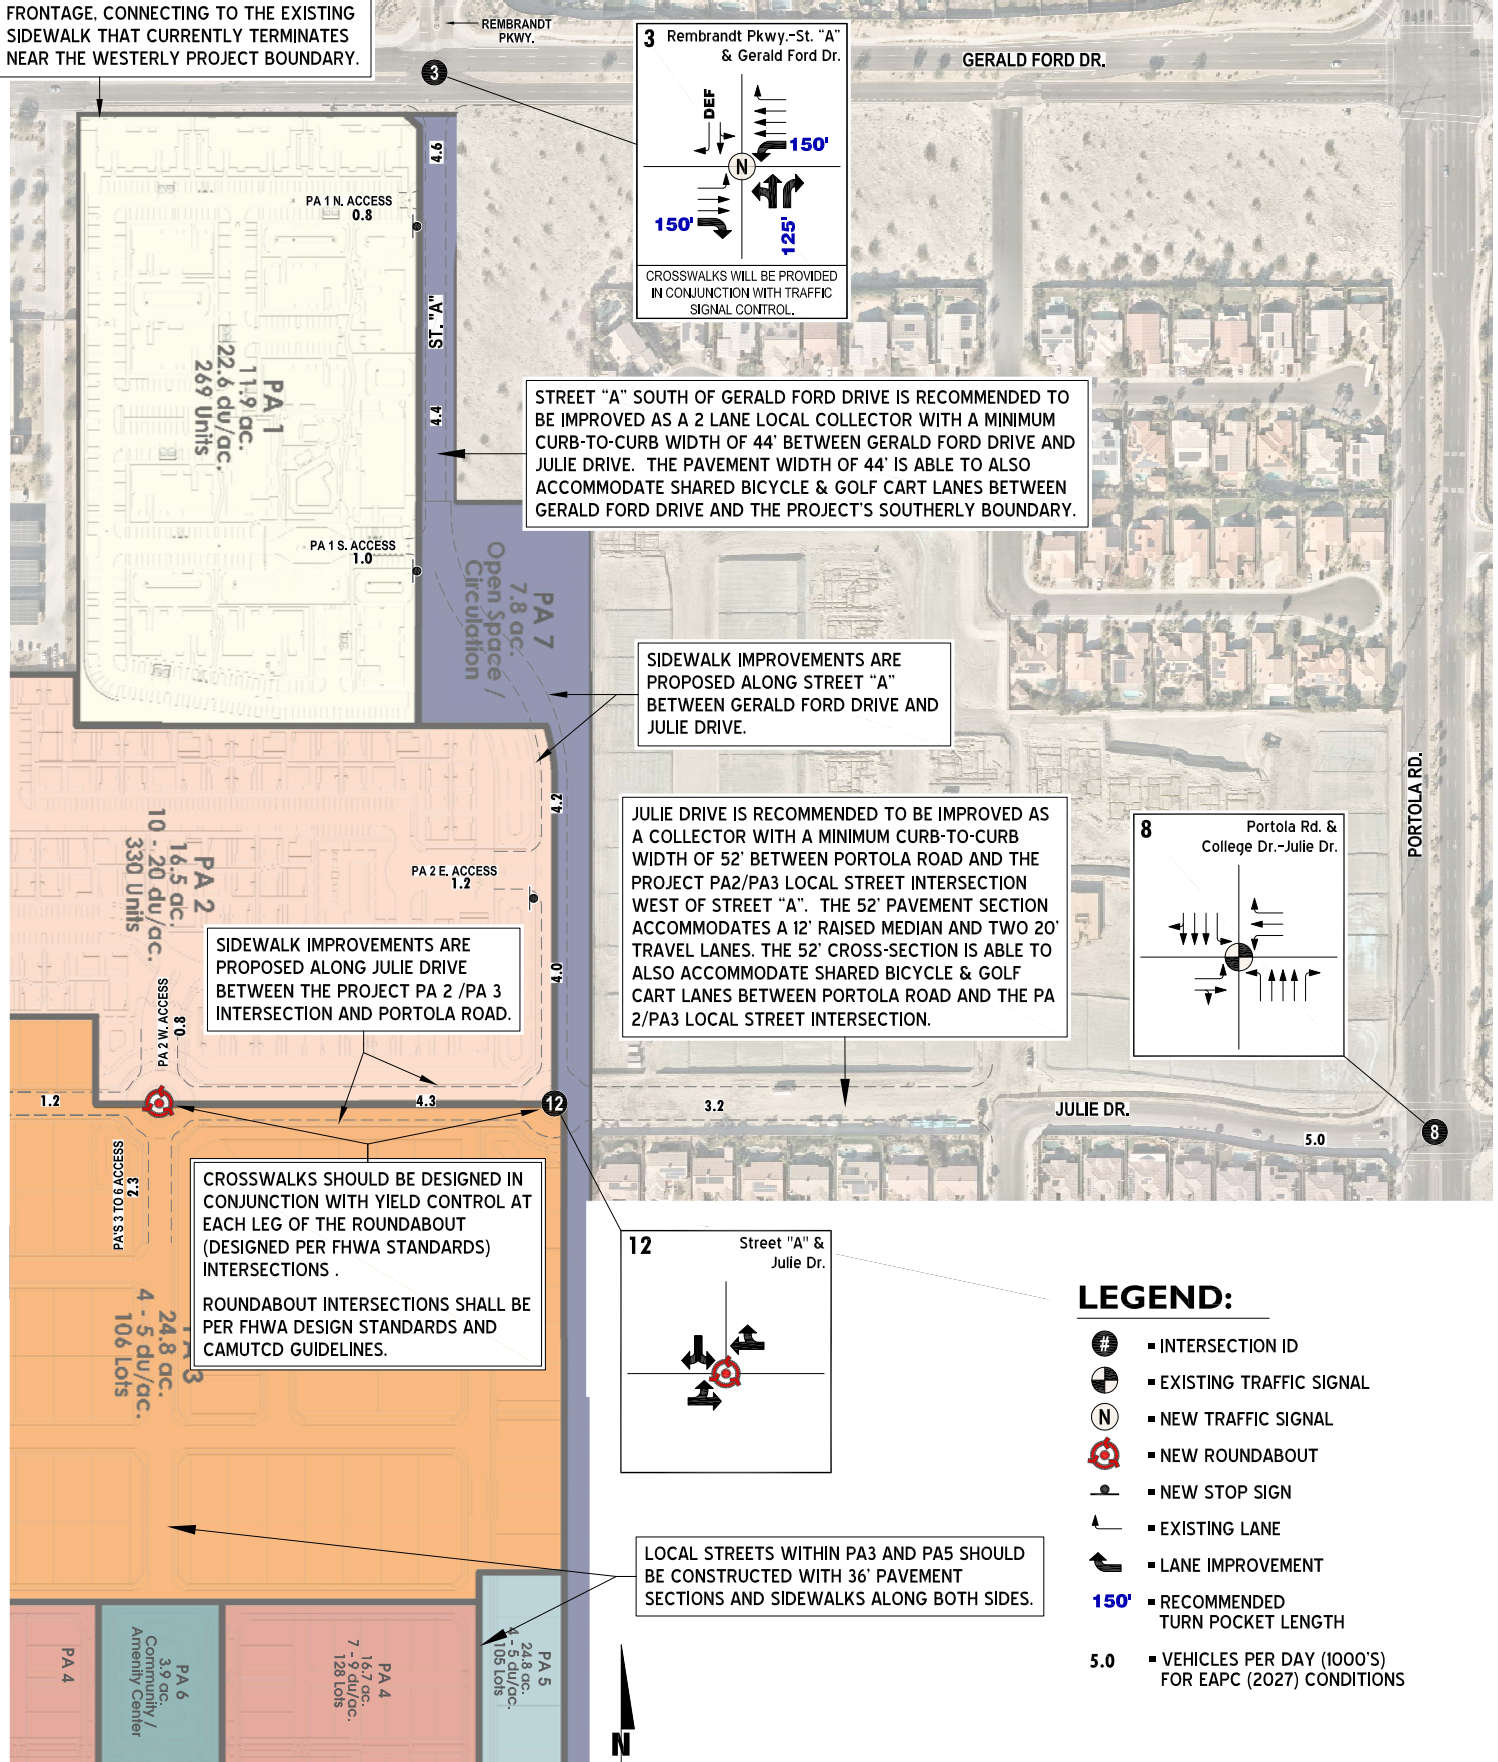 FRONTAGE, CONNECTING TO THE EXISTING
SIDEWALK THAT CURRENTLY TERMINATES
NEAR THE WESTERLY PROJECT BOUNDARY.
REMBRANDT
PKWY.
3
GERALD FORD DR.
3 Rembrandt Pkwy.-St. "A"
& Gerald Ford Dr.
DEF
150'
N
150'
125'
CROSSWALKS WILL BE PROVIDED
IN CONJUNCTION WITH TRAFFIC
SIGNAL CONTROL.
4.6
PA 1 N. ACCESS
0.8
ST. "A"
PA 1
11.9 ac.
22.6 du/ac.
269 Units
4.4
STREET "A" SOUTH OF GERALD FORD DRIVE IS RECOMMENDED TO
BE IMPROVED AS A 2 LANE LOCAL COLLECTOR WITH A MINIMUM
CURB-TO-CURB WIDTH OF 44' BETWEEN GERALD FORD DRIVE AND
JULIE DRIVE. THE PAVEMENT WIDTH OF 44' IS ABLE TO ALSO
ACCOMMODATE SHARED BICYCLE & GOLF CART LANES BETWEEN
GERALD FORD DRIVE AND THE PROJECT'S SOUTHERLY BOUNDARY.
PA 1 S. ACCESS
1.0
PA 7
7.8 ac.
Open Space /
Circulation
SIDEWALK IMPROVEMENTS ARE
PROPOSED ALONG STREET "A"
BETWEEN GERALD FORD DRIVE AND
JULIE DRIVE.
PORTOLA RD.
4.2
PA 2
16.5 ac.
10 - 20 du/ac.
330 Units
PA 2 E. ACCESS
1.2
JULIE DRIVE IS RECOMMENDED TO BE IMPROVED AS
A COLLECTOR WITH A MINIMUM CURB-TO-CURB
WIDTH OF 52' BETWEEN PORTOLA ROAD AND THE
PROJECT PA2/PA3 LOCAL STREET INTERSECTION
WEST OF STREET "A". THE 52' PAVEMENT SECTION
ACCOMMODATES A 12' RAISED MEDIAN AND TWO 20'
TRAVEL LANES. THE 52' CROSS-SECTION IS ABLE TO
ALSO ACCOMMODATE SHARED BICYCLE & GOLF
CART LANES BETWEEN PORTOLA ROAD AND THE PA
2/PA3 LOCAL STREET INTERSECTION.
8 Portola Rd. &
College Dr.-Julie Dr.
SIDEWALK IMPROVEMENTS ARE
PROPOSED ALONG JULIE DRIVE
BETWEEN THE PROJECT PA 2 /PA 3
INTERSECTION AND PORTOLA ROAD.
4.0
PA 2 W. ACCESS
0.8
1.2
4.3
12
3.2
JULIE DR.
5.0
8
PA'S 3 TO 6 ACCESS
2.3
CROSSWALKS SHOULD BE DESIGNED IN
CONJUNCTION WITH YIELD CONTROL AT
EACH LEG OF THE ROUNDABOUT
(DESIGNED PER FHWA STANDARDS)
INTERSECTIONS .
ROUNDABOUT INTERSECTIONS SHALL BE
PER FHWA DESIGN STANDARDS AND
CAMUTCD GUIDELINES.
PA 3
24.8 ac.
4 - 5 du/ac.
106 Lots
12 Street "A" &
Julie Dr.
LEGEND:
# = INTERSECTION ID
= EXISTING TRAFFIC SIGNAL
N = NEW TRAFFIC SIGNAL
= NEW ROUNDABOUT
= NEW STOP SIGN
= EXISTING LANE
= LANE IMPROVEMENT
150' = RECOMMENDED
TURN POCKET LENGTH
5.0 = VEHICLES PER DAY (1000'S)
FOR EAPC (2027) CONDITIONS
LOCAL STREETS WITHIN PA3 AND PA5 SHOULD
BE CONSTRUCTED WITH 36' PAVEMENT
SECTIONS AND SIDEWALKS ALONG BOTH SIDES.
PA 4
PA 6
3.9 ac.
Community /
Amenity Center
PA 4
16.7 ac.
7 - 9 du/ac.
128 Lots
PA 5
24.8 ac.
4 - 5 du/ac.
105 Lots
N